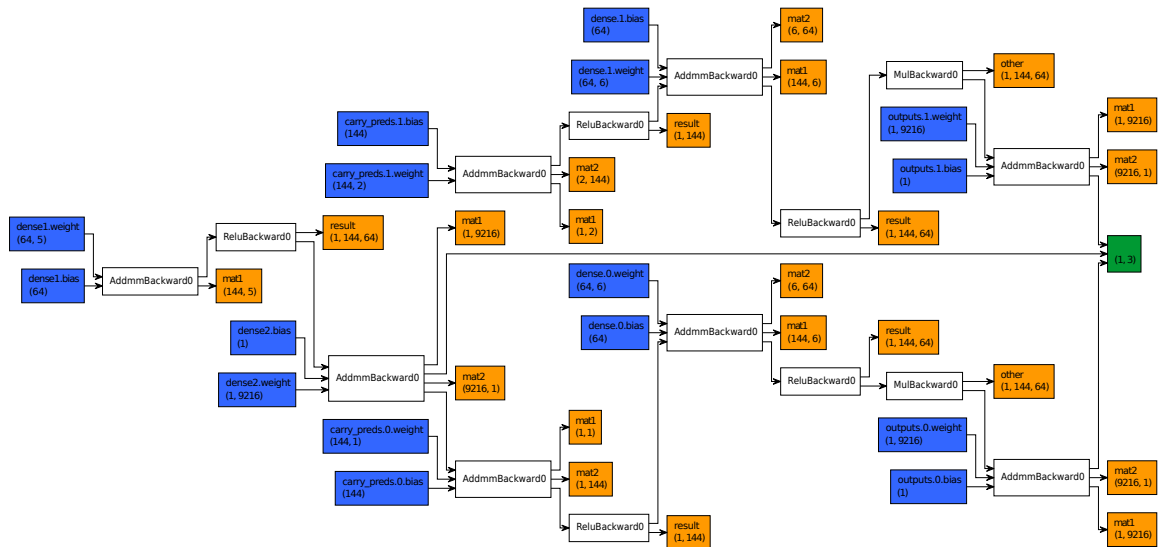 dense.1.bias
(64)
mat2
(6, 64)
dense.1.weight
(64, 6)
AddmmBackward0
mat1
(144, 6)
MulBackward0
other
(1, 144, 64)
carry_preds.1.bias
(144)
ReluBackward0
result
(1, 144)
outputs.1.weight
(1, 9216)
mat1
(1, 9216)
carry_preds.1.weight
(144, 2)
AddmmBackward0
mat2
(2, 144)
outputs.1.bias
(1)
AddmmBackward0
mat2
(9216, 1)
dense1.weight
(64, 5)
ReluBackward0
result
(1, 144, 64)
mat1
(1, 9216)
mat1
(1, 2)
ReluBackward0
result
(1, 144, 64)
(1, 3)
dense1.bias
(64)
AddmmBackward0
mat1
(144, 5)
dense.0.weight
(64, 6)
mat2
(6, 64)
dense2.bias
(1)
dense.0.bias
(64)
AddmmBackward0
mat1
(144, 6)
result
(1, 144, 64)
dense2.weight
(1, 9216)
AddmmBackward0
mat2
(9216, 1)
ReluBackward0
MulBackward0
other
(1, 144, 64)
carry_preds.0.weight
(144, 1)
mat1
(1, 1)
outputs.0.weight
(1, 9216)
carry_preds.0.bias
(144)
AddmmBackward0
mat2
(1, 144)
outputs.0.bias
(1)
AddmmBackward0
mat2
(9216, 1)
ReluBackward0
result
(1, 144)
mat1
(1, 9216)